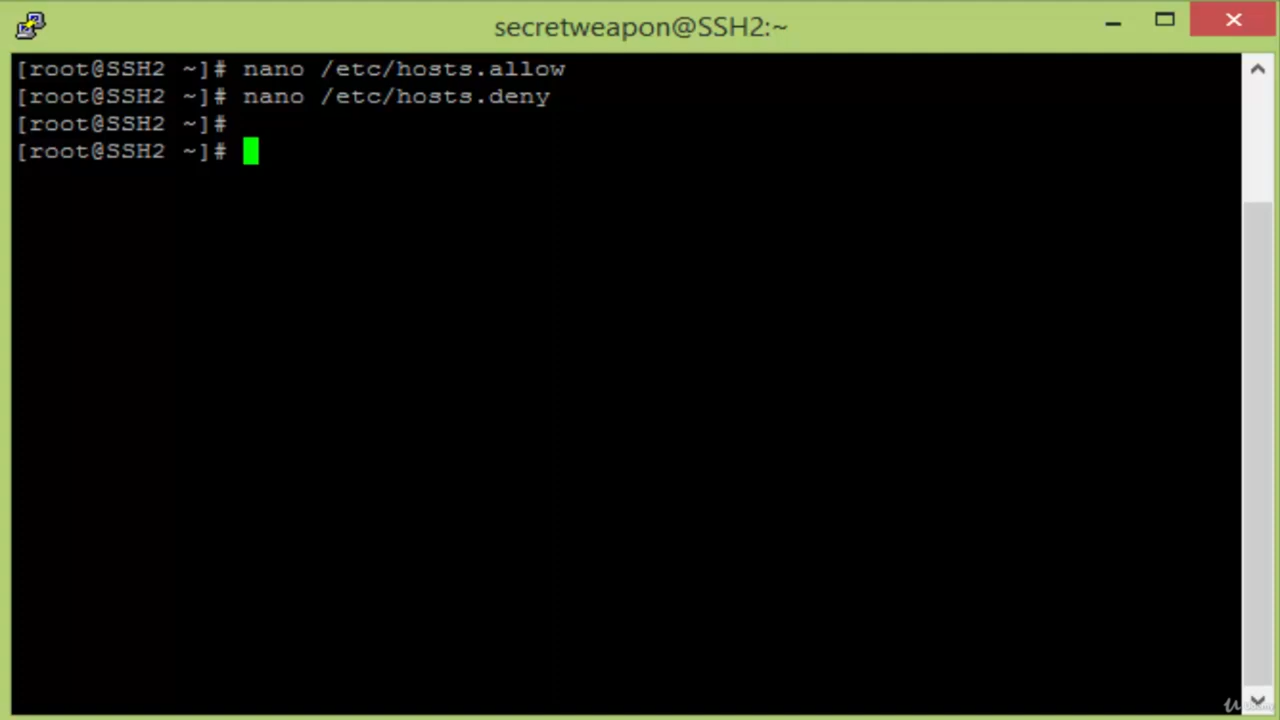 secretweapon@SSH2:~
[root@SSH2 ~]# nano /etc/hosts.allow
[root@SSH2 ~]# nano /etc/hosts.deny
[root@SSH2 ~]#
[root@SSH2 ~]#